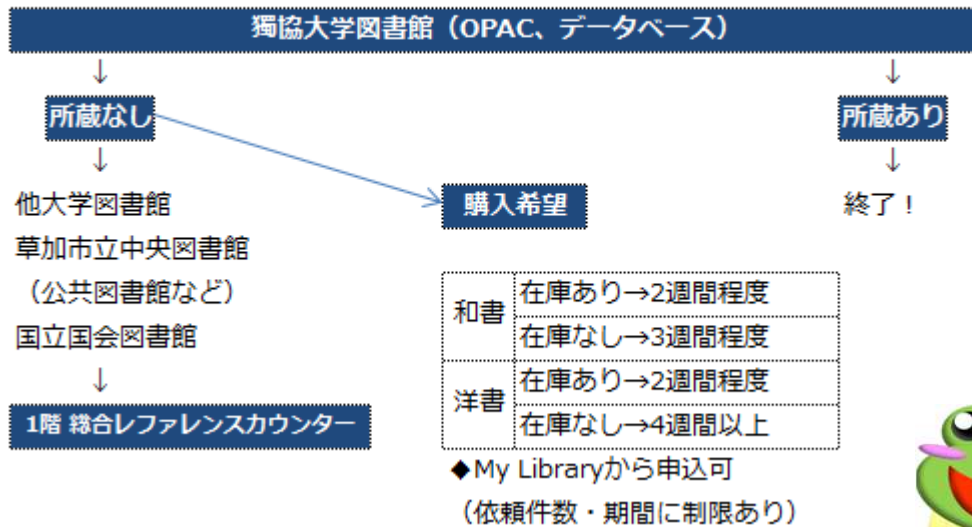 獨協大学図書館（OPAC、データベース）
↓
↓
所蔵なし
所蔵あり
↓
↓
他大学図書館
草加市立中央図書館
（公共図書館など）
国立国会図書館
↓
1階 総合レファレンスカウンター
購入希望
終了！
和書
在庫あり→2週間程度
在庫なし→3週間程度
洋書
在庫あり→2週間程度
在庫なし→4週間以上
◆My Libraryから申込可
（依頼件数・期間に制限あり）